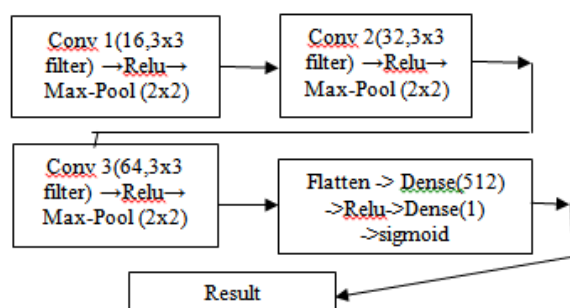 Conv 1(16,3x3
filter) →Relu→
Max-Pool (2x2)
Conv 2(32,3x3
filter) →Relu→
Max-Pool (2x2)
Conv 3(64,3x3
filter) →Relu→
Max-Pool (2x2)
Flatten -> Dense(512)
->Relu->Dense(1)
->sigmoid
Result